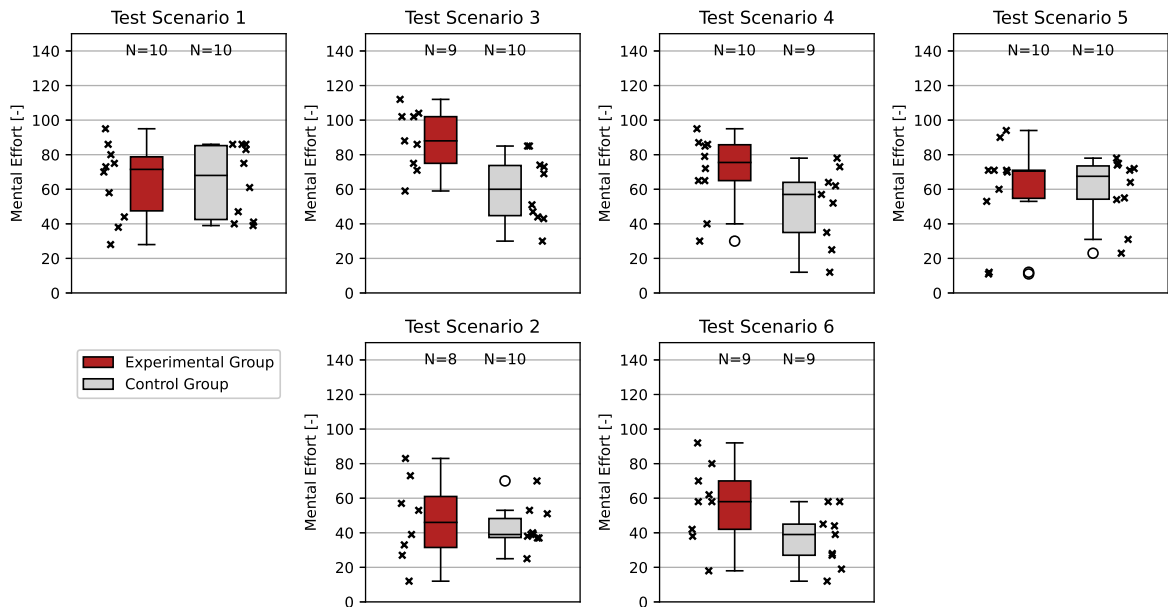 Test Scenario 1
N=10 N=10
140
120
100
80
60
40
20
0
Mental Effort [-]
Test Scenario 3
N=9 N=10
140
120
100
80
60
40
20
0
Mental Effort [-]
Test Scenario 4
N=10 N=9
140
120
100
80
60
40
20
0
Mental Effort [-]
Test Scenario 5
N=10 N=10
140
120
100
80
60
40
20
0
Mental Effort [-]
Experimental Group
Control Group
Test Scenario 2
N=8 N=10
140
120
100
80
60
40
20
0
Mental Effort [-]
Test Scenario 6
N=9 N=9
140
120
100
80
60
40
20
0
Mental Effort [-]